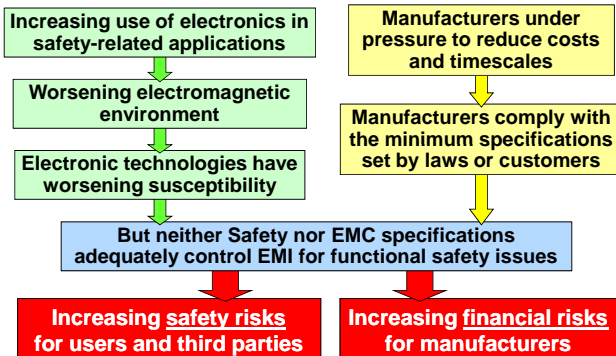 Increasing use of electronics in
safety-related applications
Worsening electromagnetic
environment
Electronic technologies have
worsening susceptibility
Manufacturers under
pressure to reduce costs
and timescales
Manufacturers comply with
the minimum specifications
set by laws or customers
But neither Safety nor EMC specifications
adequately control EMI for functional safety issues
Increasing safety risks
for users and third parties
Increasing financial risks
for manufacturers